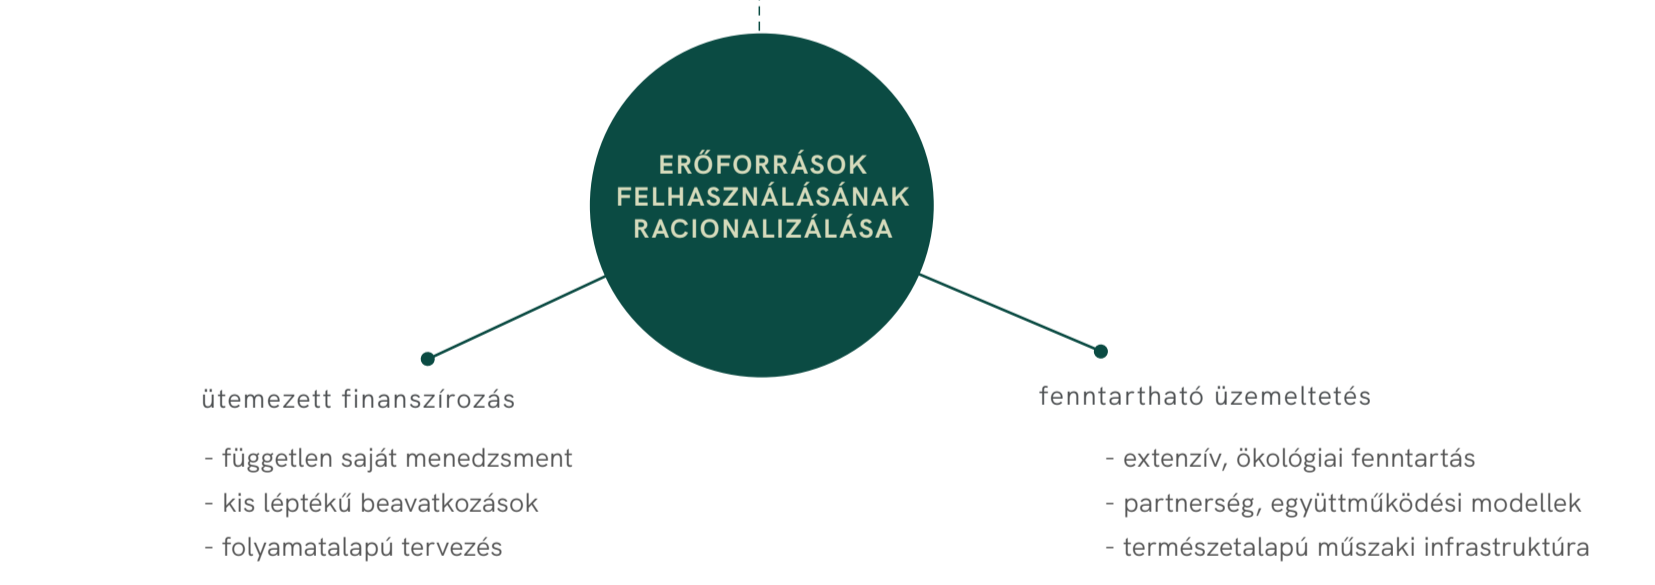 ERŐFORRÁSOK
FELHASZNÁLÁSÁNAK
RACIONALIZÁLÁSA
ütemezett finanszírozás
- független saját menedzsment
- kis léptékű beavatkozások
- folyamatalapú tervezés
fenntartható üzemeltetés
- extenzív, ökológiai fenntartás
- partnerség, együttműködési modellek
- természetalapú műszaki infrastruktúra